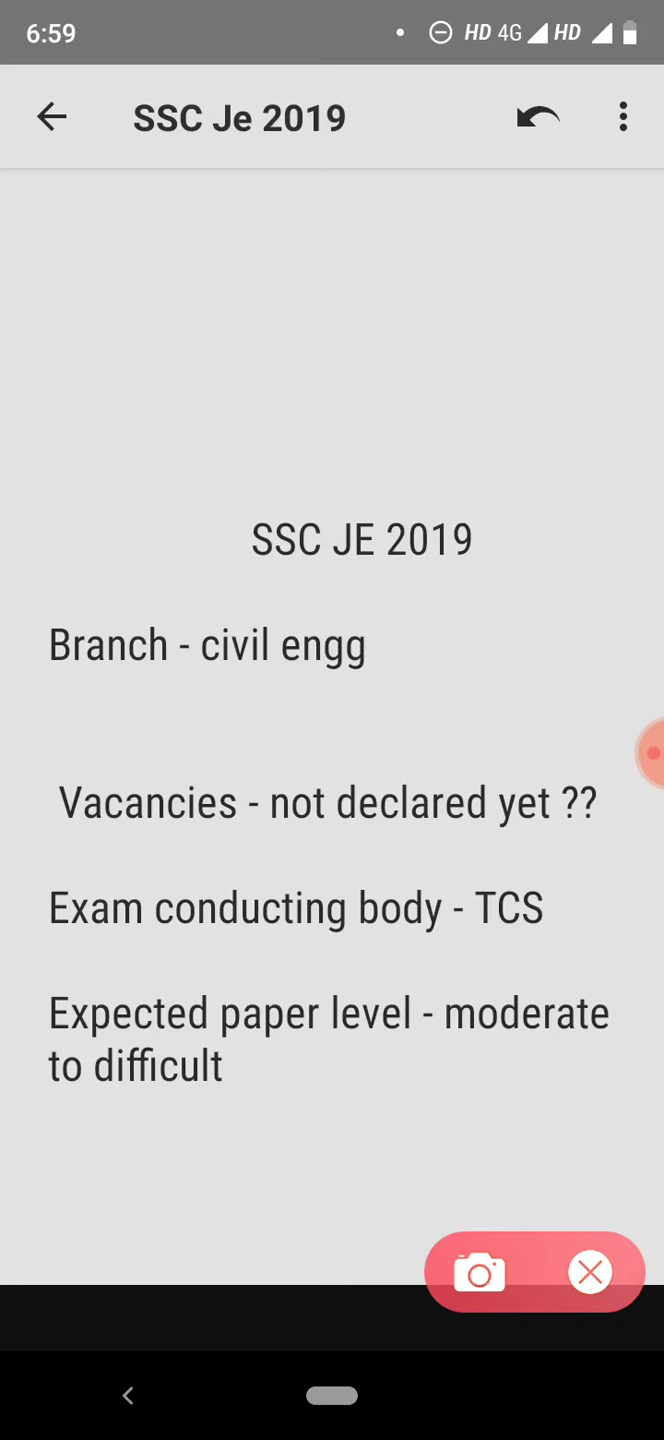 6:59 HD 4G HD
SSC Je 2019
SSC JE 2019
Branch - civil engg
Vacancies - not declared yet ??
Exam conducting body - TCS
Expected paper level - moderate
to difficult